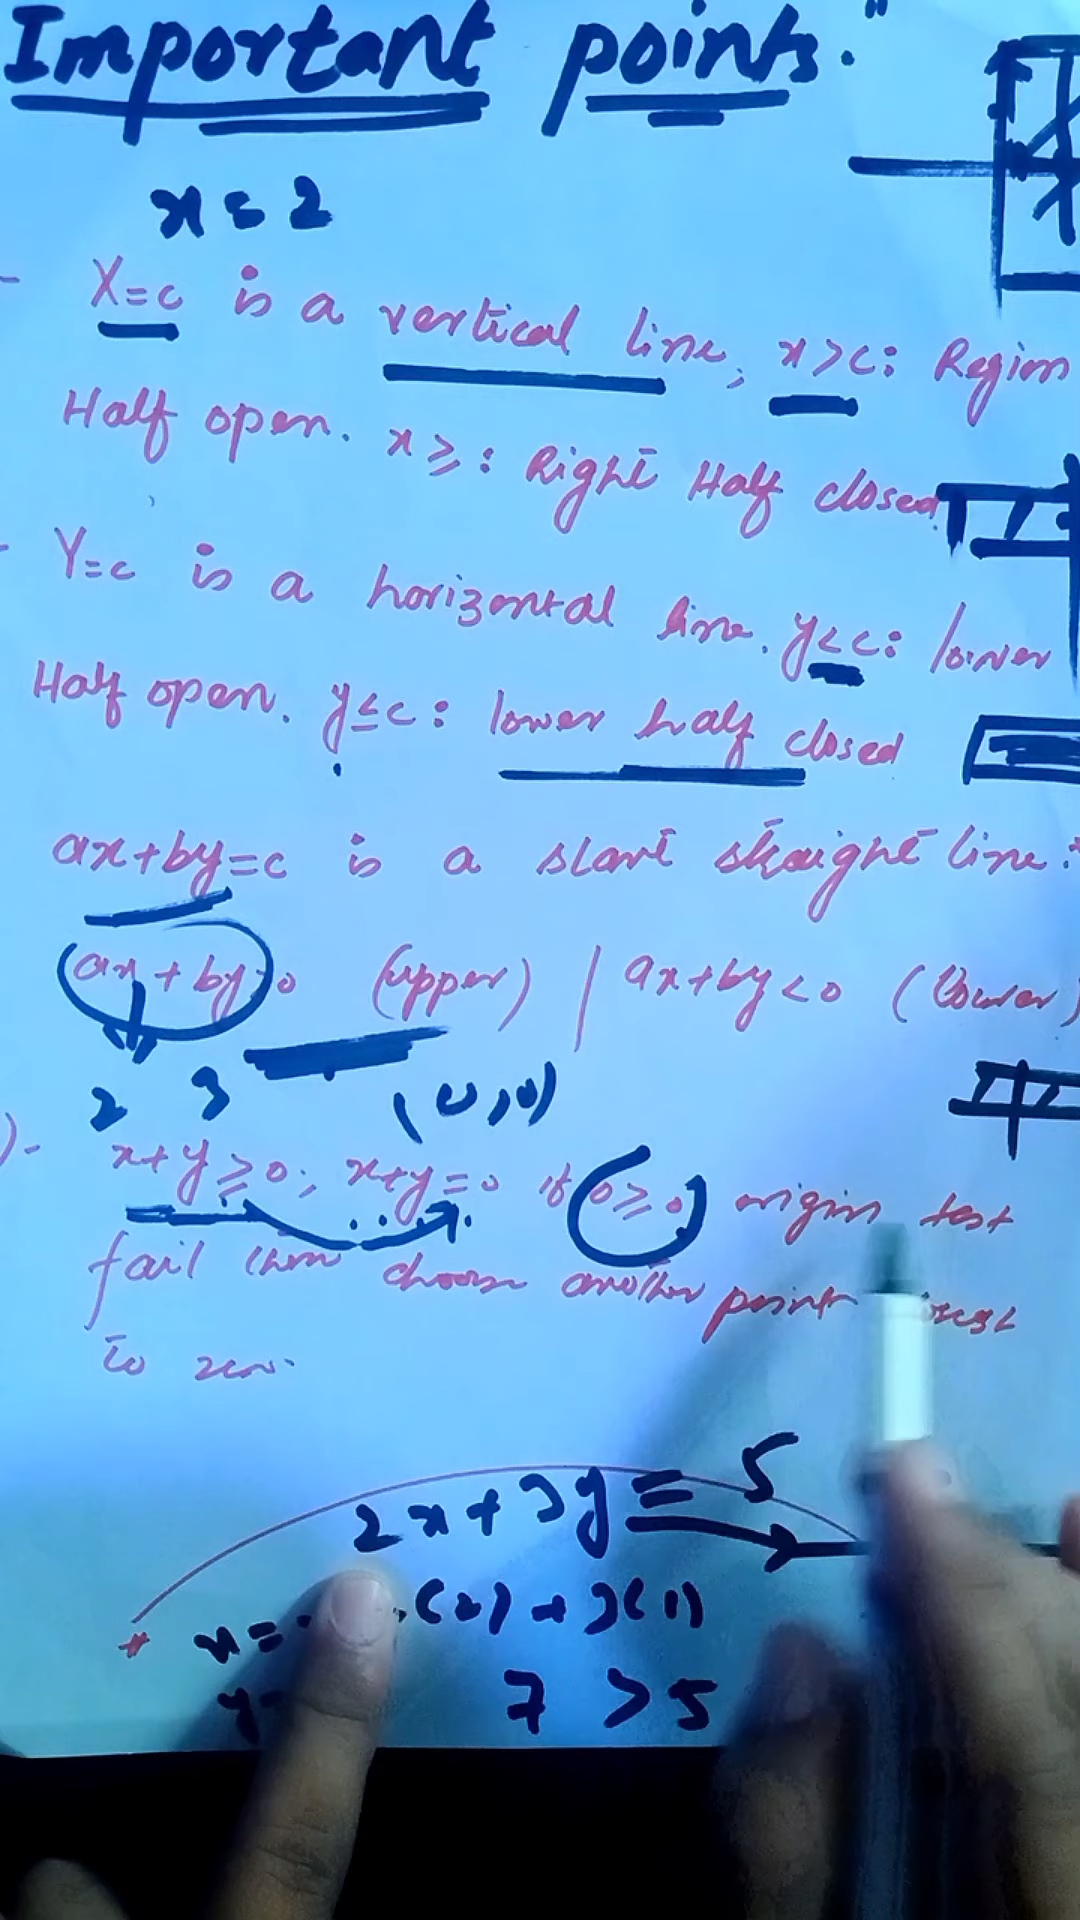 Important points."
x = 2
X=c is a vertical line, x>c: Region
Half open. x ≥ : Right Half closed
Y=c is a horizontal line. y<c: lower
Half open. y≤c: lower half closed
ax+by=c is a slant straight line.
ax+by>0 (upper) | ax+by<0 (lower)
2 3 (0,0)
)- x+y≥0; x+y=0 if 0≥0 origin test
fail then choose another point
to zero.
2x+3y = 5
x= (2) + 3(1)
y=
7 > 5